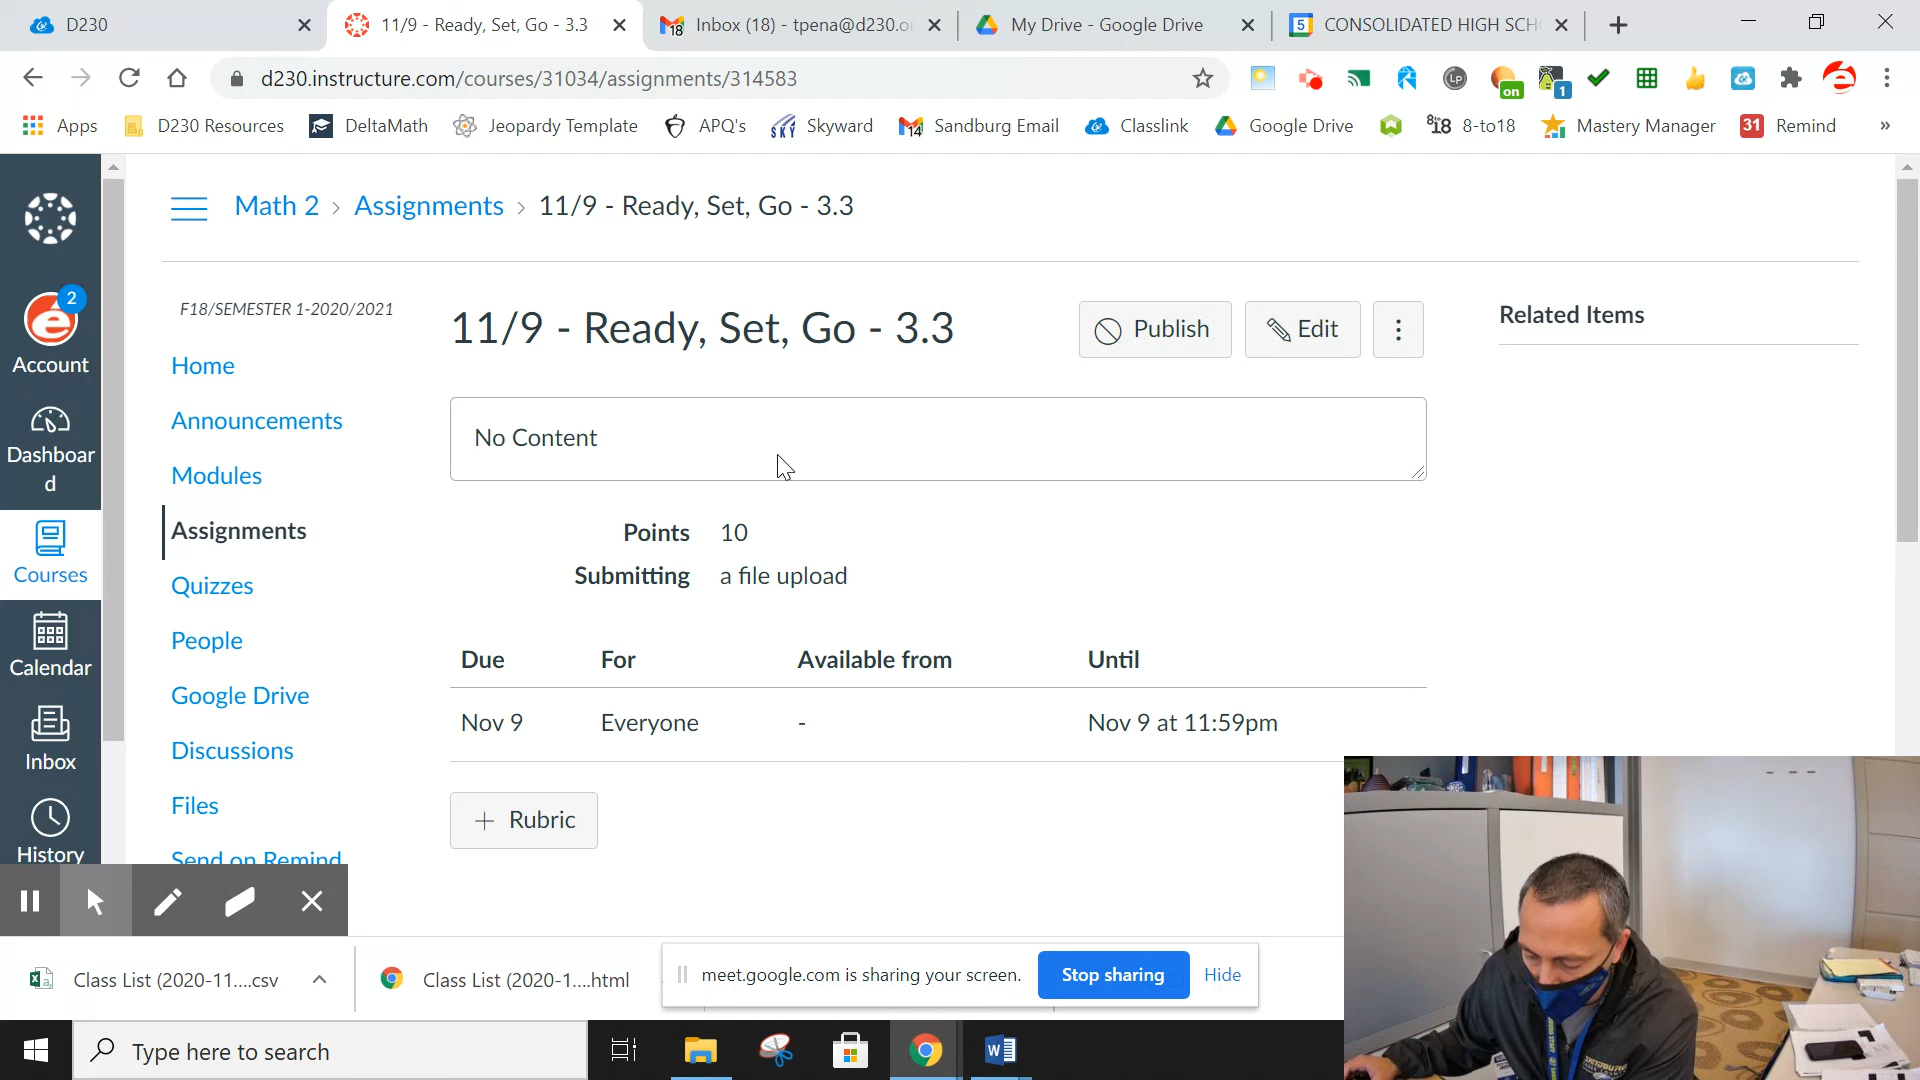 D230
11/9 - Ready, Set, Go - 3.3
Inbox (18) - tpena@d230.or
My Drive - Google Drive
CONSOLIDATED HIGH SCH
d230.instructure.com/courses/31034/assignments/314583
Apps
D230 Resources
DeltaMath
Jeopardy Template
APQ's
Skyward
Sandburg Email
Classlink
Google Drive
8-to18
Mastery Manager
Remind
Math 2 > Assignments > 11/9 - Ready, Set, Go - 3.3
F18/SEMESTER 1-2020/2021
Home
Announcements
Modules
Assignments
Quizzes
People
Google Drive
Discussions
Files
Send on Remind
2
Account
Dashboar
d
Courses
Calendar
Inbox
History
11/9 - Ready, Set, Go - 3.3
Publish
Edit
Related Items
No Content
Points 10
Submitting a file upload
Due For Available from Until
Nov 9 Everyone - Nov 9 at 11:59pm
+ Rubric
Class List (2020-11....csv
Class List (2020-1....html
meet.google.com is sharing your screen.
Stop sharing
Hide
Type here to search